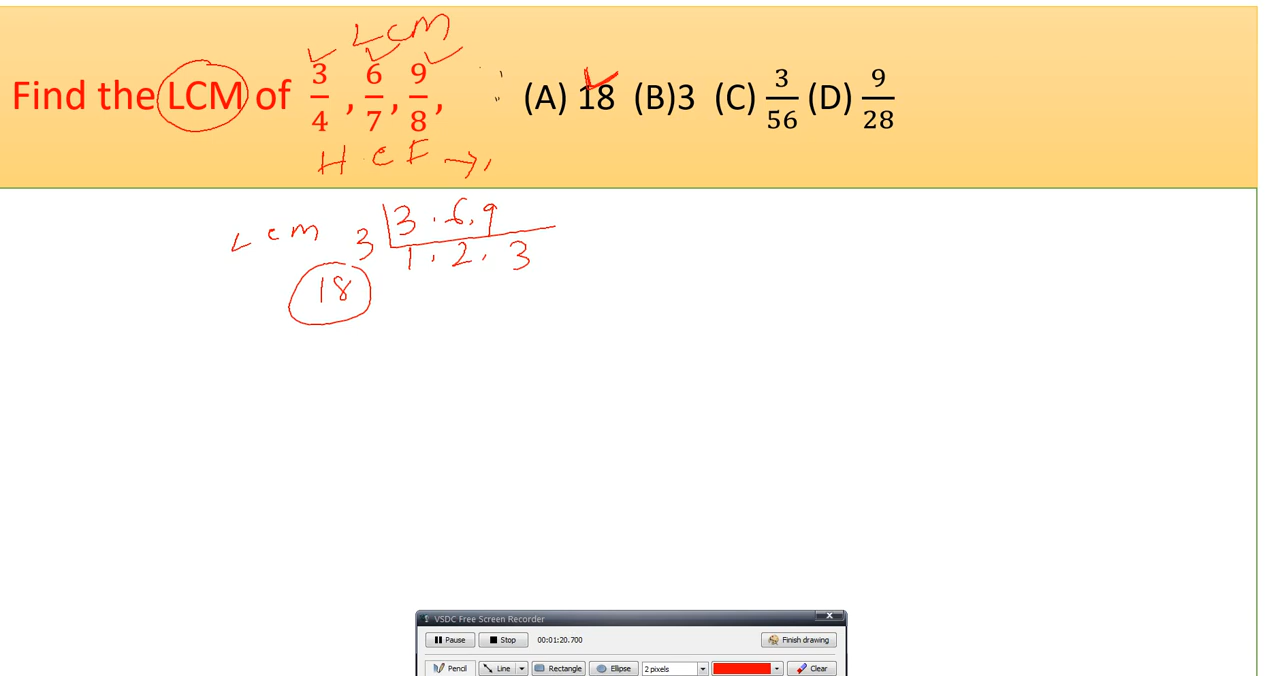 LCM
Find the LCM of 3/4 , 6/7 , 9/8 , (A) 18 (B)3 (C) 3/56 (D) 9/28
HCF →
LCM 3 3 . 6 . 9
1 . 2 . 3
18
VSDC Free Screen Recorder
Pause Stop 00:01:20.700 Finish drawing
Pencil Line Rectangle Ellipse 2 pixels Clear